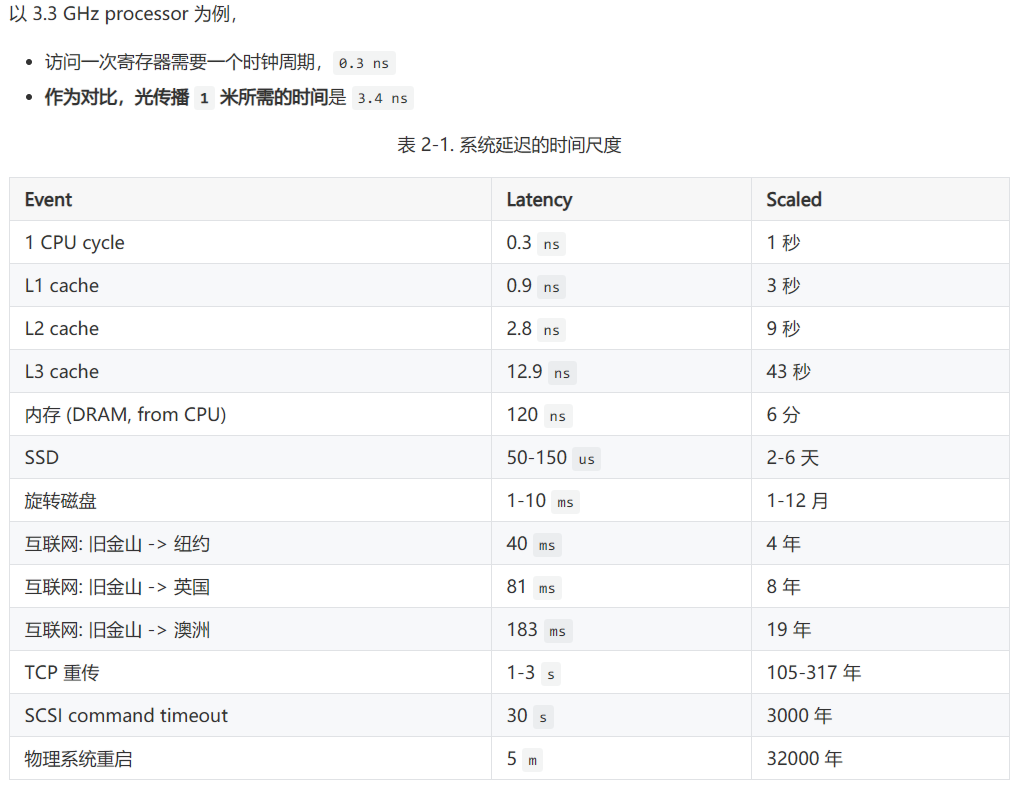 以 3.3 GHz processor 为例，
访问一次寄存器需要一个时钟周期， 0.3 ns
作为对比，光传播 1 米所需的时间是 3.4 ns
表 2-1. 系统延迟的时间尺度
Event Latency Scaled
1 CPU cycle 0.3 ns 1 秒
L1 cache 0.9 ns 3 秒
L2 cache 2.8 ns 9 秒
L3 cache 12.9 ns 43 秒
内存 (DRAM, from CPU) 120 ns 6 分
SSD 50-150 us 2-6 天
旋转磁盘 1-10 ms 1-12 月
互联网: 旧金山 -> 纽约 40 ms 4 年
互联网: 旧金山 -> 英国 81 ms 8 年
互联网: 旧金山 -> 澳洲 183 ms 19 年
TCP 重传 1-3 s 105-317 年
SCSI command timeout 30 s 3000 年
物理系统重启 5 m 32000 年